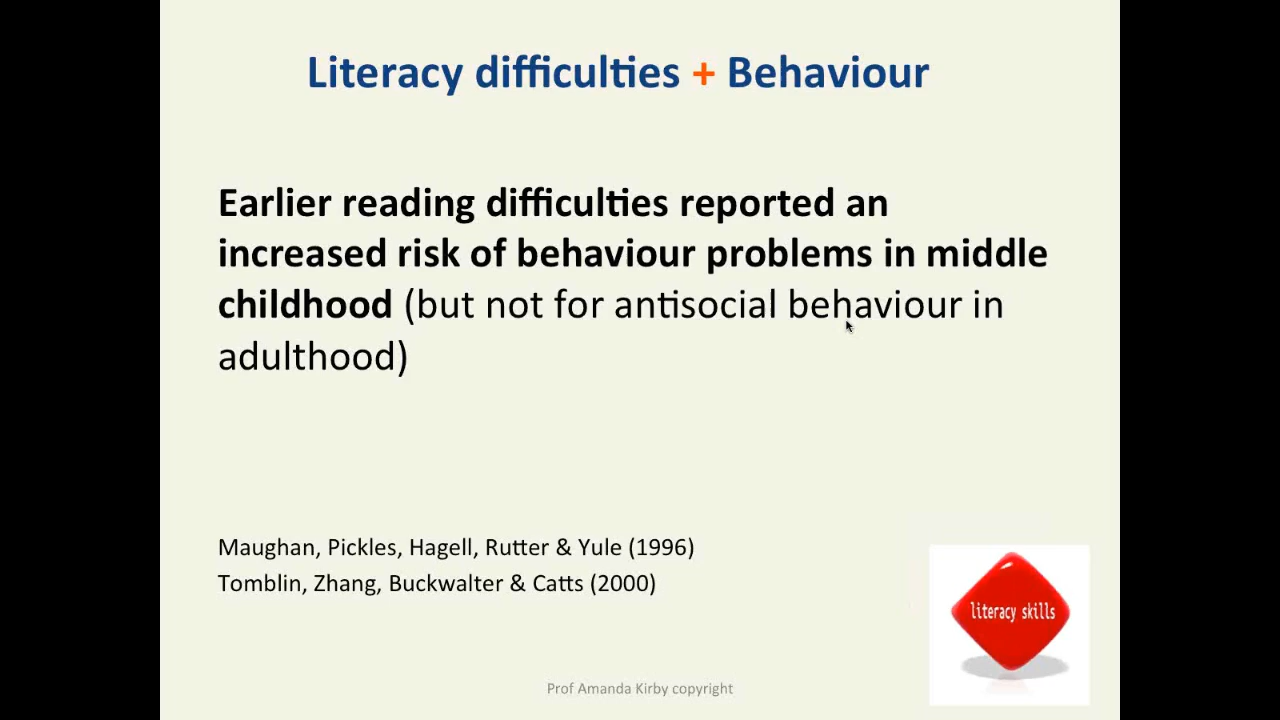 Literacy difficulties + Behaviour
Earlier reading difficulties reported an
increased risk of behaviour problems in middle
childhood (but not for antisocial behaviour in
adulthood)
Maughan, Pickles, Hagell, Rutter & Yule (1996)
Tomblin, Zhang, Buckwalter & Catts (2000)
literacy skills
Prof Amanda Kirby copyright